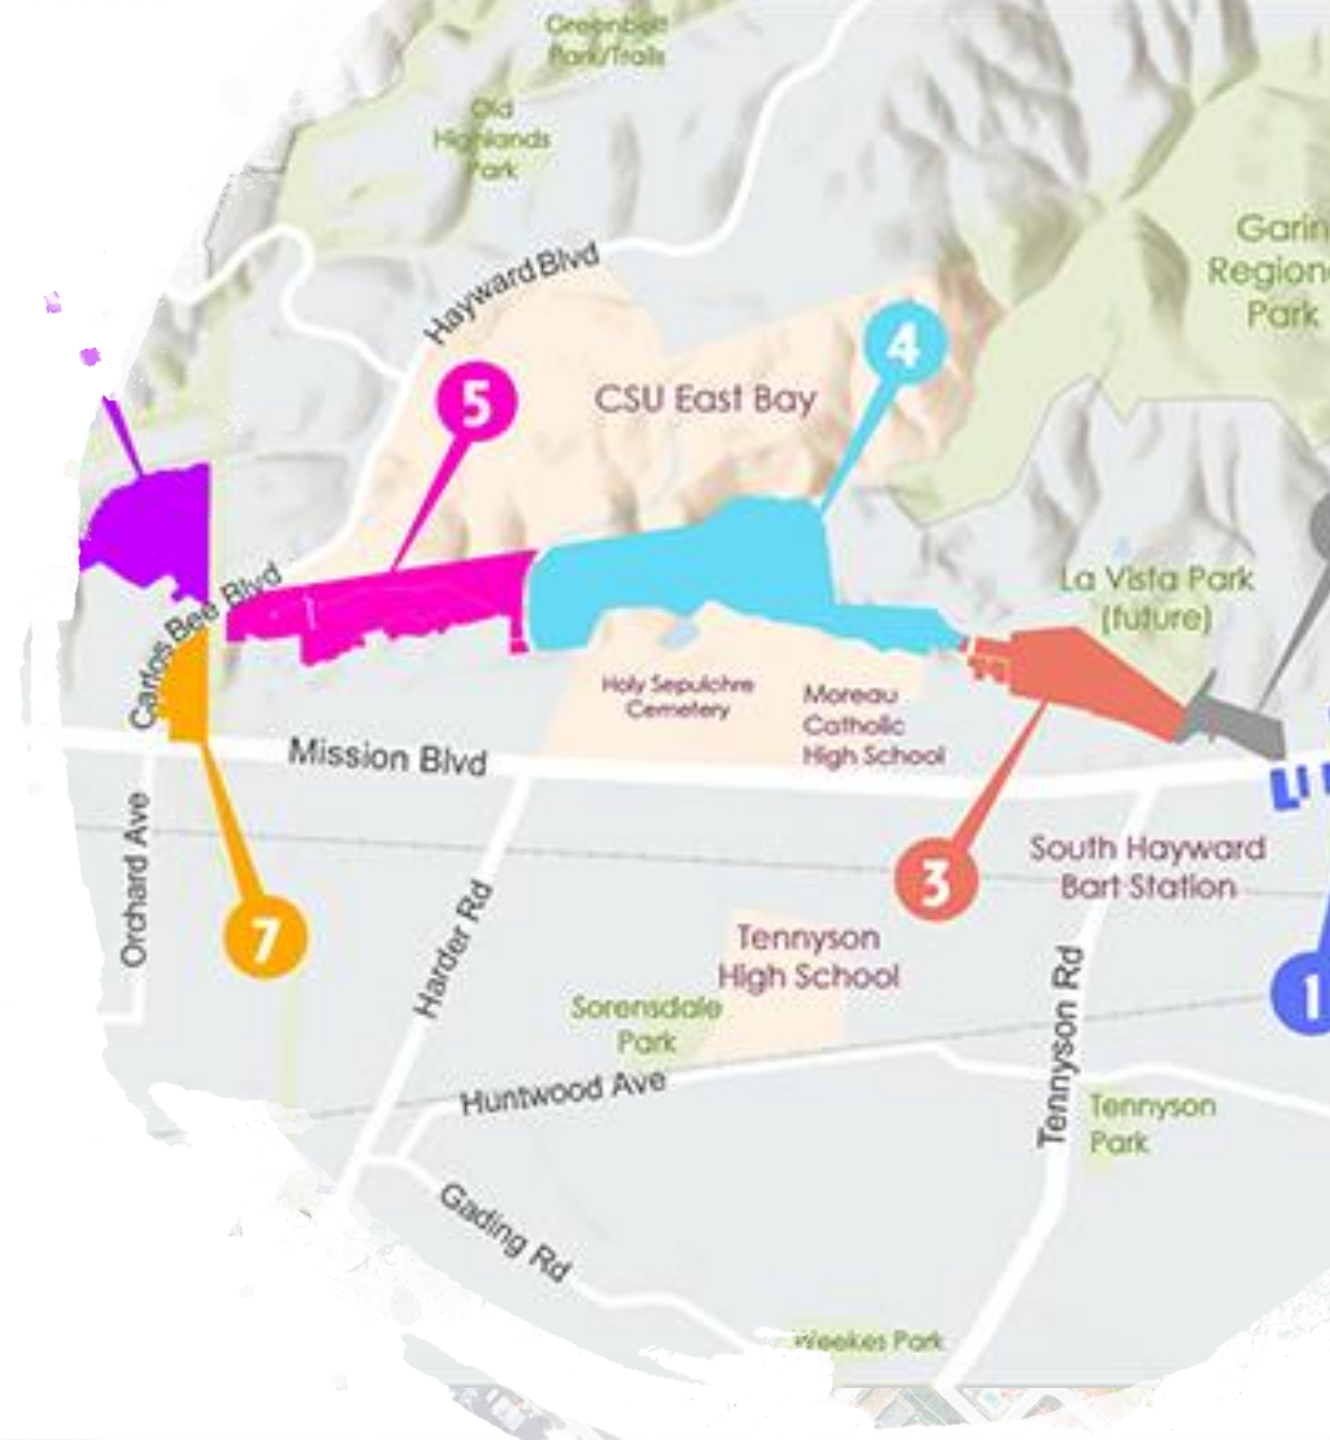 Greenbelt
Park/Trails
Old
Highlands
Park
Hayward Blvd
Garin
Regional
Park
4
5
CSU East Bay
La Vista Park
(future)
Carlos Bee Blvd
Holy Sepulchre
Cemetery
Moreau
Catholic
High School
Mission Blvd
Orchard Ave
Harder Rd
7
3
South Hayward
Bart Station
Tennyson
High School
Sorensdale
Park
1
Huntwood Ave
Tennyson Rd
Tennyson
Park
Gading Rd
Weekes Park